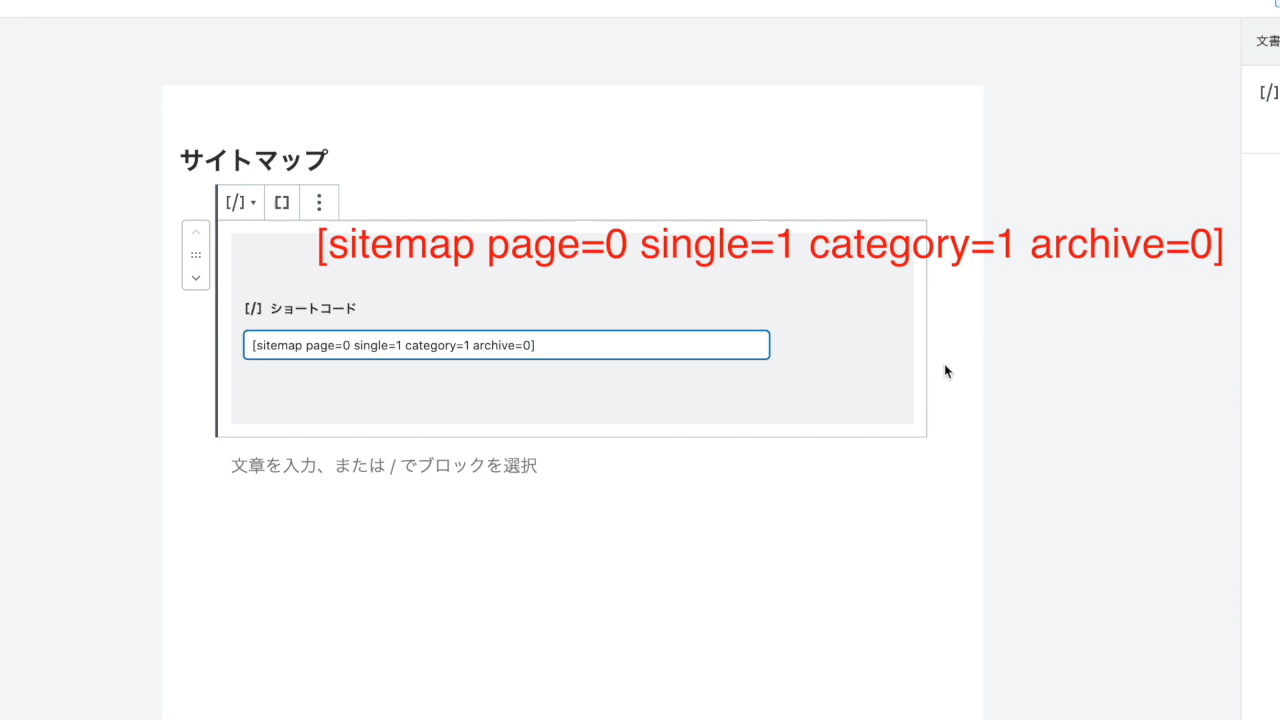 文書
[/]
サイトマップ
[/]
[sitemap page=0 single=1 category=1 archive=0]
[/] ショートコード
[sitemap page=0 single=1 category=1 archive=0]
文章を入力、または / でブロックを選択